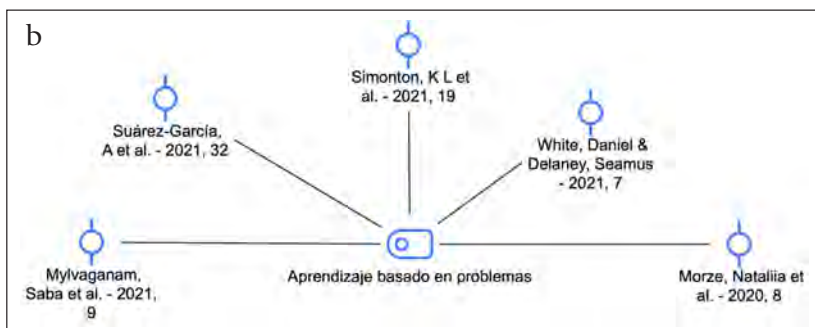 b
Simonton, K L et
al. - 2021, 19
Suárez-García,
A et al. - 2021, 32
White, Daniel &
Delaney, Seamus
- 2021, 7
Mylvaganam,
Saba et al. - 2021,
9
Aprendizaje basado en problemas
Morze, Nataliia et
al. - 2020, 8